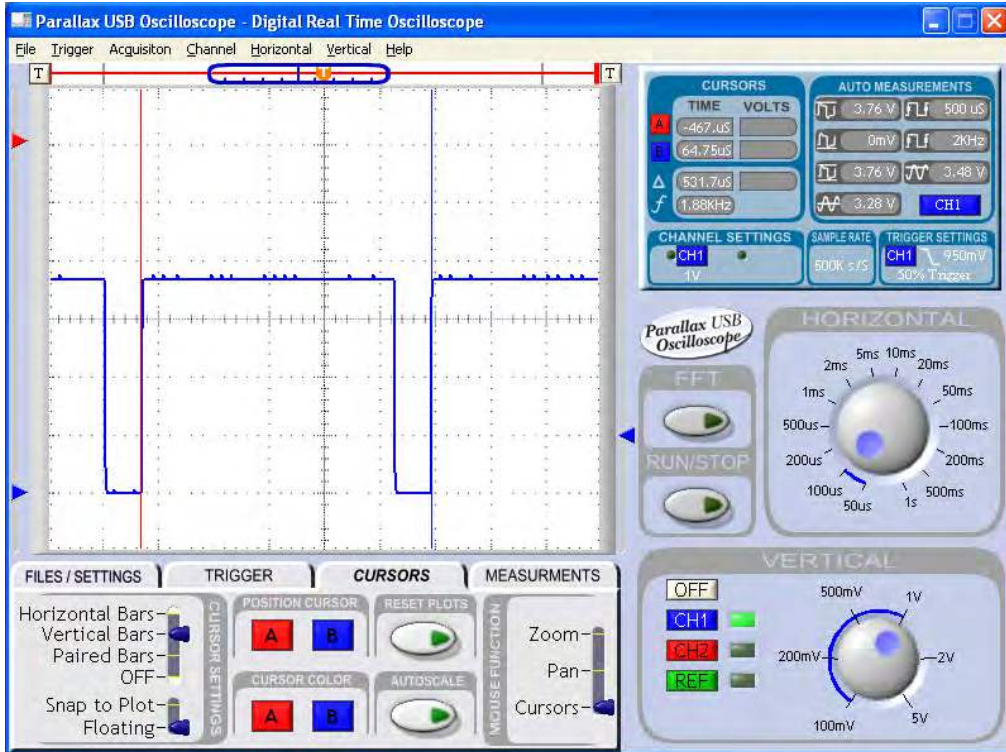 Parallax USB Oscilloscope - Digital Real Time Oscilloscope
File Trigger Acquisiton Channel Horizontal Vertical Help
T T T
CURSORS
TIME VOLTS
A -467.uS
B 64.75uS
Δ 531.7uS
f 1.88KHz
AUTO MEASUREMENTS
3.76 V 500 uS
0mV 2KHz
3.76 V 3.48 V
3.28 V CH1
CHANNEL SETTINGS
CH1
1V
SAMPLE RATE
500K s/S
TRIGGER SETTINGS
CH1 950mV
50% Trigger
Parallax USB
Oscilloscope
FFT
RUN/STOP
HORIZONTAL
50us
100us
200us
500us
1ms
2ms
5ms
10ms
20ms
50ms
100ms
200ms
500ms
1s
FILES / SETTINGS TRIGGER CURSORS MEASURMENTS
Horizontal Bars
Vertical Bars
Paired Bars
OFF
Snap to Plot
Floating
CURSOR SETTINGS
POSITION CURSOR
A B
CURSOR COLOR
A B
RESET PLOTS
AUTOSCALE
MOUSE FUNCTION
Zoom
Pan
Cursors
VERTICAL
OFF
CH1
CH2
REF
100mV
200mV
500mV
1V
2V
5V